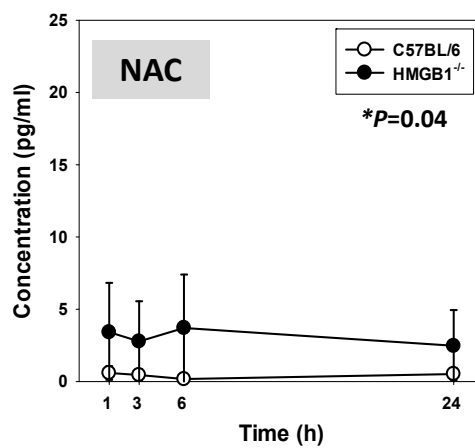 25
20
15
10
5
0
Concentration (pg/ml)
NAC
C57BL/6
HMGB1-/-
*P=0.04
1 3 6 24
Time (h)